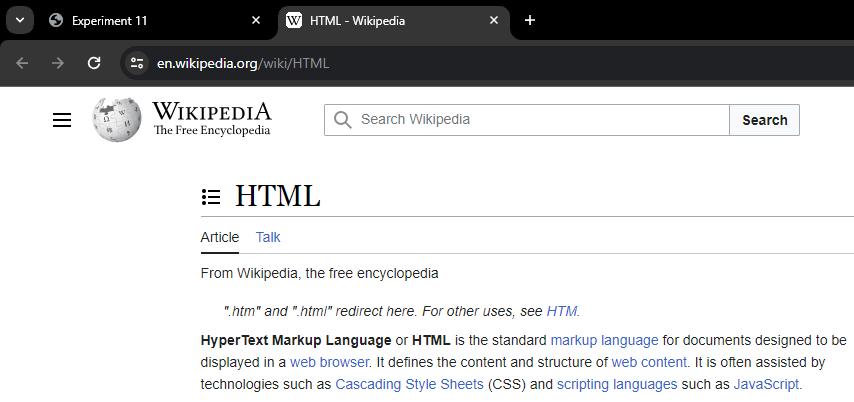 Experiment 11
HTML - Wikipedia
en.wikipedia.org/wiki/HTML
WIKIPEDIA
The Free Encyclopedia
Search Wikipedia
Search
HTML
Article Talk
From Wikipedia, the free encyclopedia
".htm" and ".html" redirect here. For other uses, see HTM.
HyperText Markup Language or HTML is the standard markup language for documents designed to be
displayed in a web browser. It defines the content and structure of web content. It is often assisted by
technologies such as Cascading Style Sheets (CSS) and scripting languages such as JavaScript.